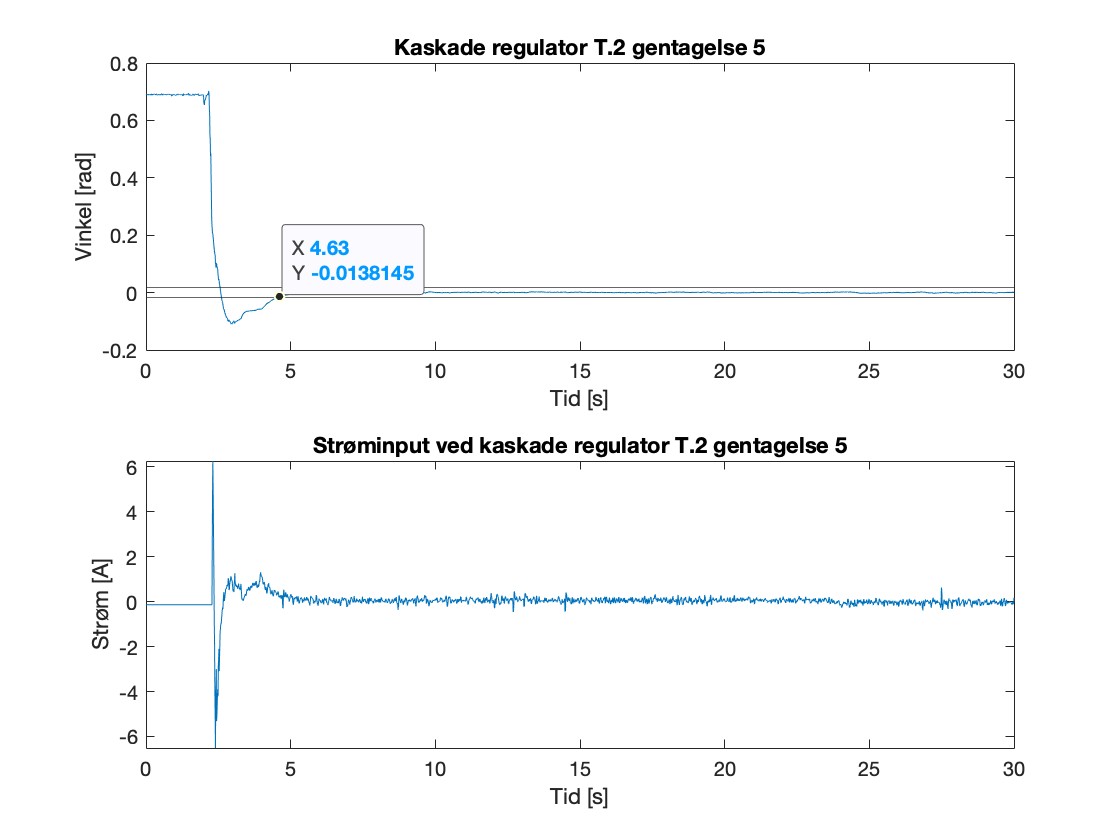 Kaskade regulator T.2 gentagelse 5
0.8
0.6
0.4
0.2
0
-0.2
Vinkel [rad]
X 4.63
Y -0.0138145
0 5 10 15 20 25 30
Tid [s]
Strøminput ved kaskade regulator T.2 gentagelse 5
6
4
2
0
-2
-4
-6
Strøm [A]
0 5 10 15 20 25 30
Tid [s]